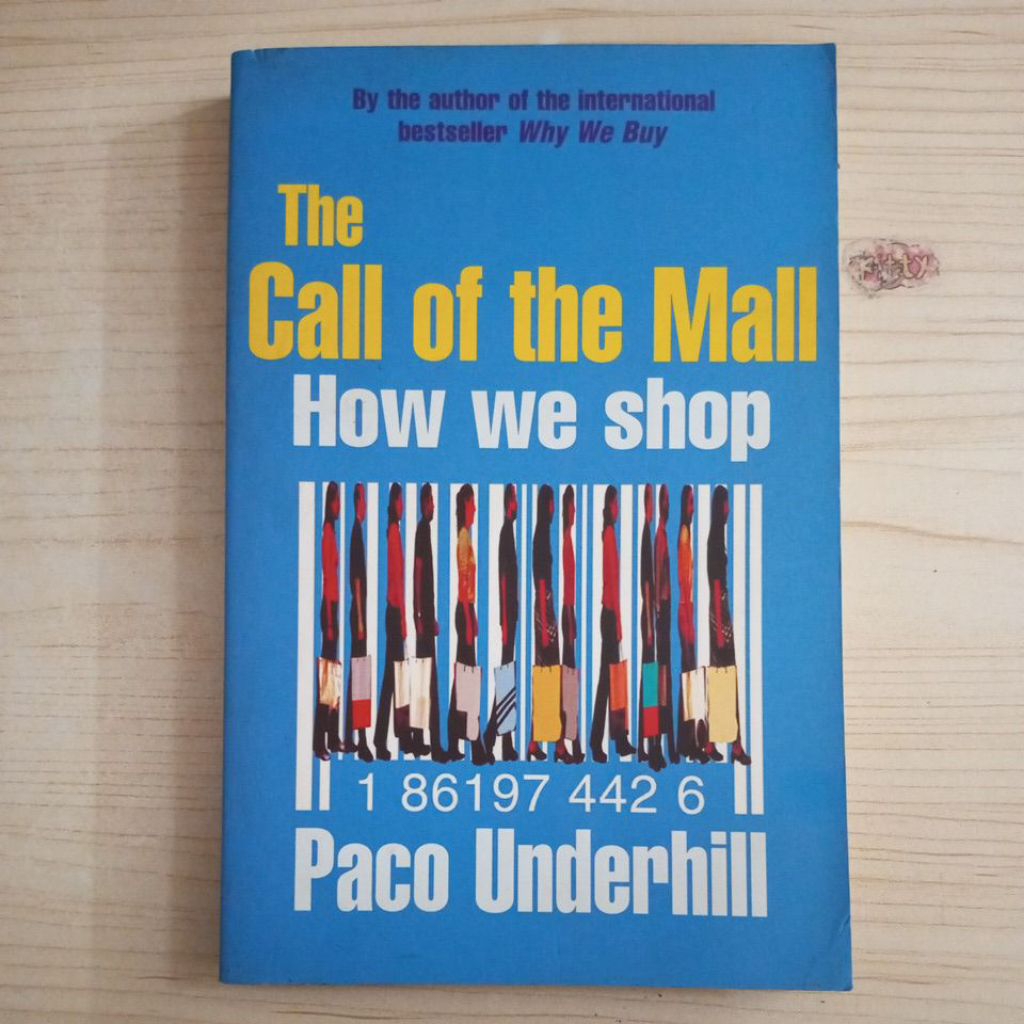 By the author of the international
bestseller Why We Buy
The
Call of the Mall
How we shop
1 86197 442 6
Paco Underhill